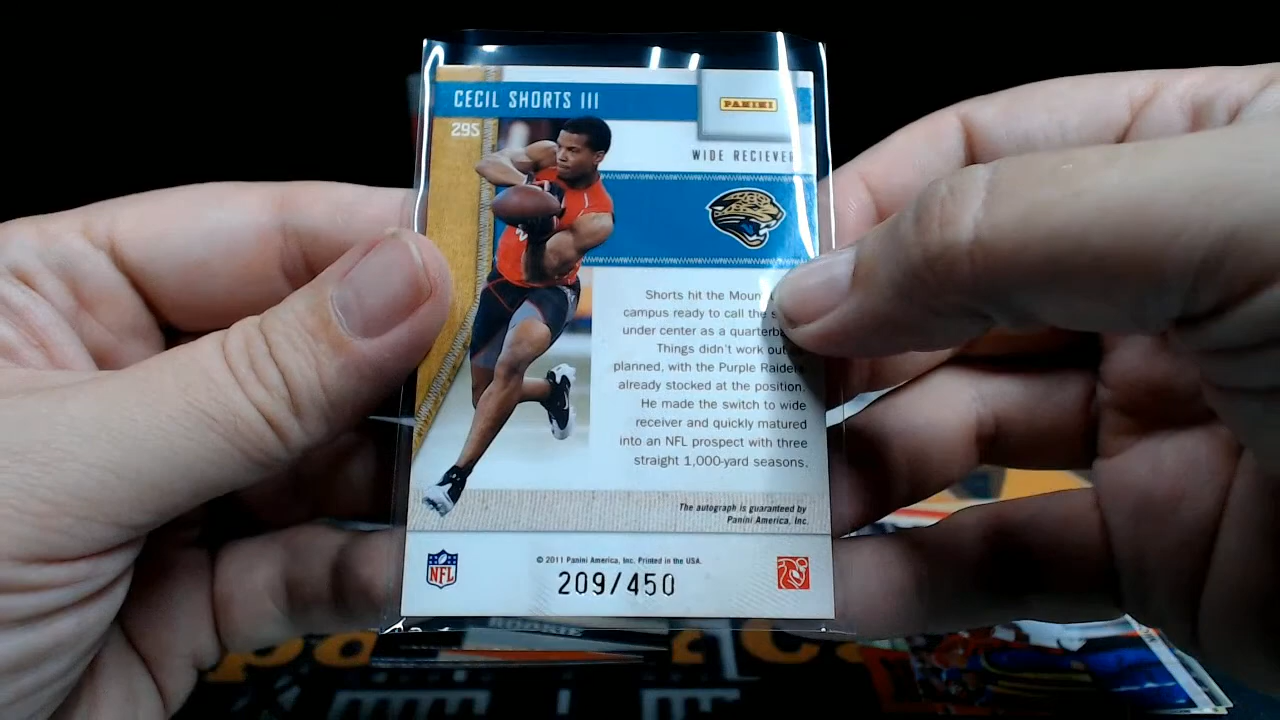 CECIL SHORTS III
PANINI
295
WIDE RECIEVER
Shorts hit the Moun
campus ready to call the
under center as a quarterb
Things didn't work out
planned, with the Purple Raiders
already stocked at the position.
He made the switch to wide
receiver and quickly matured
into an NFL prospect with three
straight 1,000-yard seasons.
The autograph is guaranteed by
Panini America, Inc.
NFL
© 2011 Panini America, Inc. Printed in the USA.
209/450
ROOKIE